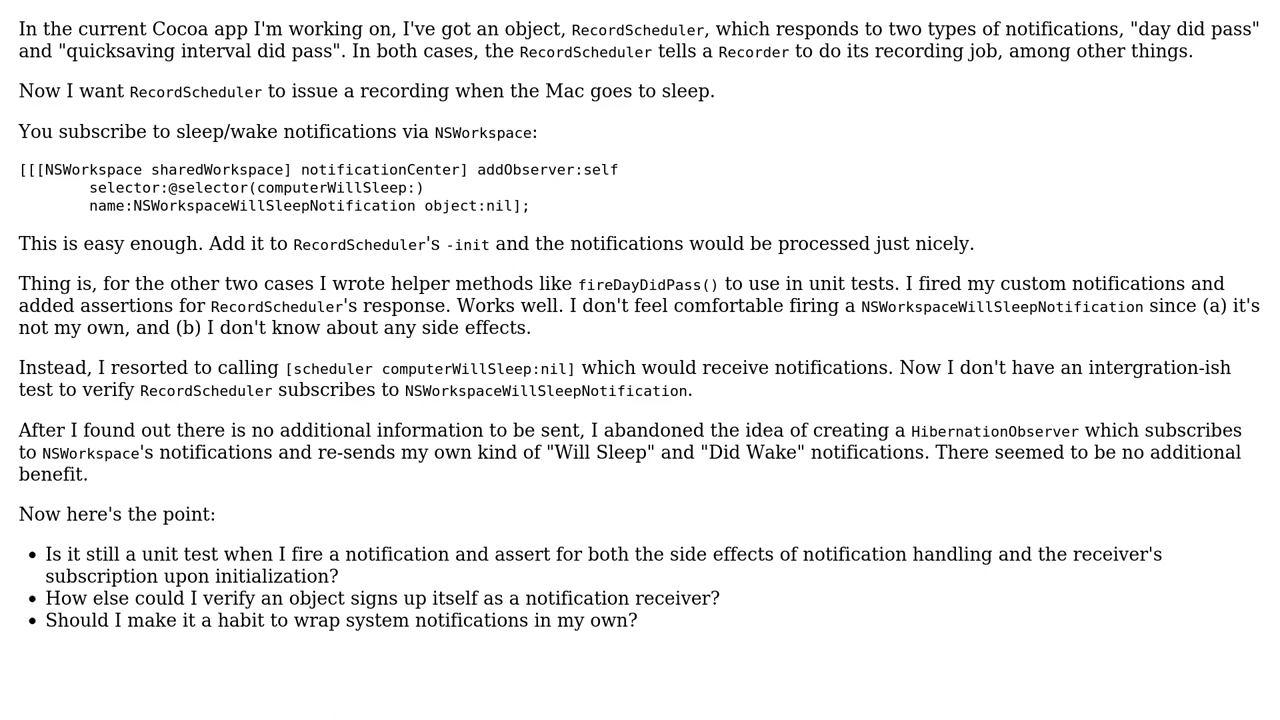 In the current Cocoa app I'm working on, I've got an object, RecordScheduler, which responds to two types of notifications, "day did pass"
and "quicksaving interval did pass". In both cases, the RecordScheduler tells a Recorder to do its recording job, among other things.
Now I want RecordScheduler to issue a recording when the Mac goes to sleep.
You subscribe to sleep/wake notifications via NSWorkspace:
[[[NSWorkspace sharedWorkspace] notificationCenter] addObserver:self
        selector:@selector(computerWillSleep:)
        name:NSWorkspaceWillSleepNotification object:nil];
This is easy enough. Add it to RecordScheduler's -init and the notifications would be processed just nicely.
Thing is, for the other two cases I wrote helper methods like fireDayDidPass() to use in unit tests. I fired my custom notifications and
added assertions for RecordScheduler's response. Works well. I don't feel comfortable firing a NSWorkspaceWillSleepNotification since (a) it's
not my own, and (b) I don't know about any side effects.
Instead, I resorted to calling [scheduler computerWillSleep:nil] which would receive notifications. Now I don't have an intergration-ish
test to verify RecordScheduler subscribes to NSWorkspaceWillSleepNotification.
After I found out there is no additional information to be sent, I abandoned the idea of creating a HibernationObserver which subscribes
to NSWorkspace's notifications and re-sends my own kind of "Will Sleep" and "Did Wake" notifications. There seemed to be no additional
benefit.
Now here's the point:
• Is it still a unit test when I fire a notification and assert for both the side effects of notification handling and the receiver's
subscription upon initialization?
• How else could I verify an object signs up itself as a notification receiver?
• Should I make it a habit to wrap system notifications in my own?